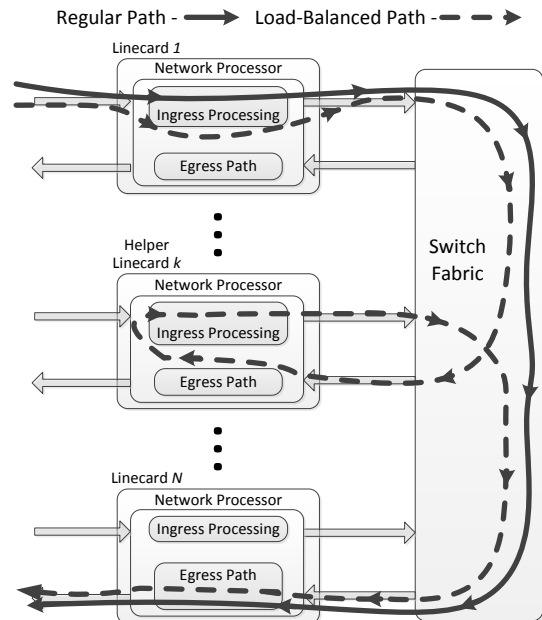 Regular Path - Load-Balanced Path -
Linecard 1
Network Processor
Ingress Processing
Egress Path
Helper
Linecard k
Network Processor
Ingress Processing
Egress Path
Switch
Fabric
Linecard N
Network Processor
Ingress Processing
Egress Path